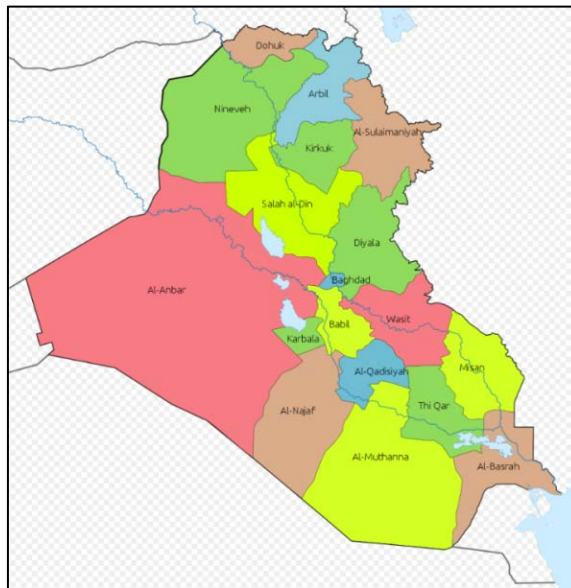 Dohuk
Arbil
Nineveh
Al-Sulaimaniyah
Kirkuk
Salah al-Din
Diyala
Baghdad
Al-Anbar
Wasit
Babil
Karbala
Al-Qadisiyah
Misan
Thi Qar
Al-Najaf
Al-Muthanna
Al-Basrah